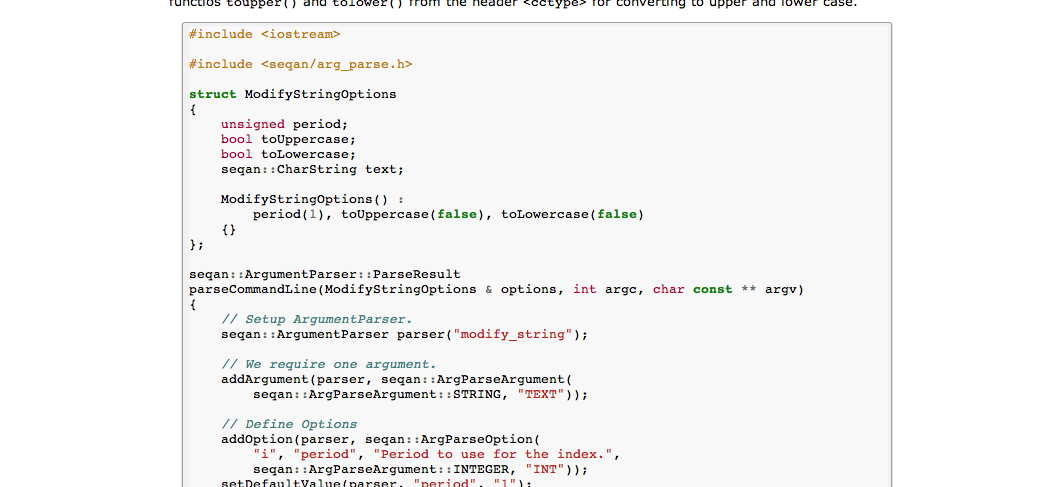 functios toupper() and tolower() from the header <cctype> for converting to upper and lower case.
#include <iostream>
#include <seqan/arg_parse.h>
struct ModifyStringOptions
{
    unsigned period;
    bool toUppercase;
    bool toLowercase;
    seqan::CharString text;
    ModifyStringOptions() :
        period(1), toUppercase(false), toLowercase(false)
    {}
};
seqan::ArgumentParser::ParseResult
parseCommandLine(ModifyStringOptions & options, int argc, char const ** argv)
{
    // Setup ArgumentParser.
    seqan::ArgumentParser parser("modify_string");
    // We require one argument.
    addArgument(parser, seqan::ArgParseArgument(
        seqan::ArgParseArgument::STRING, "TEXT"));
    // Define Options
    addOption(parser, seqan::ArgParseOption(
        "i", "period", "Period to use for the index.",
        seqan::ArgParseArgument::INTEGER, "INT"));
    setDefaultValue(parser, "period", "1");